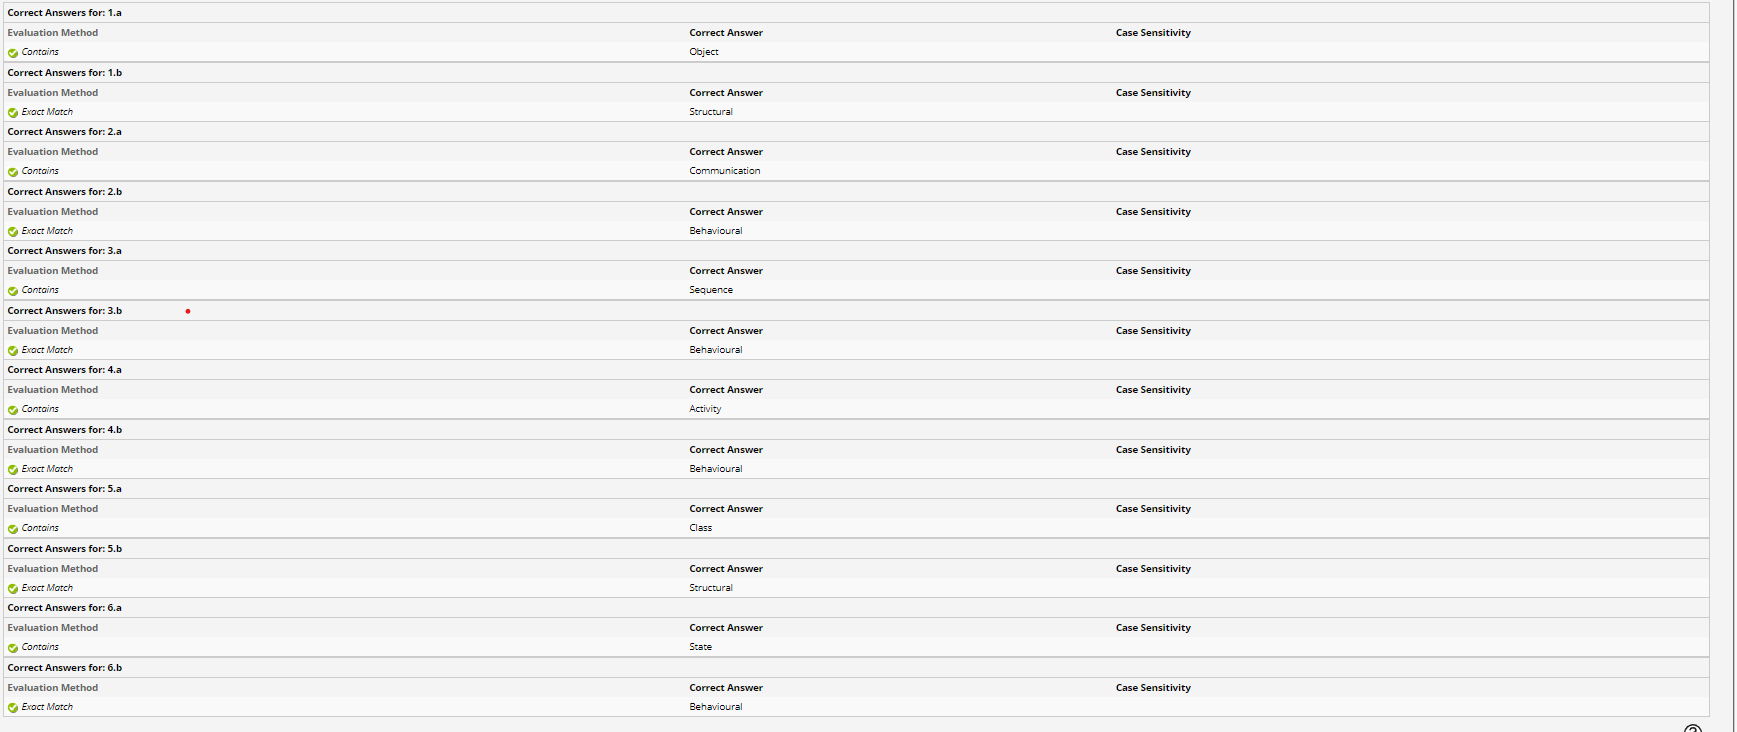 Correct Answers for: 1.a
Evaluation Method Correct Answer Case Sensitivity
Contains Object
Correct Answers for: 1.b
Evaluation Method Correct Answer Case Sensitivity
Exact Match Structural
Correct Answers for: 2.a
Evaluation Method Correct Answer Case Sensitivity
Contains Communication
Correct Answers for: 2.b
Evaluation Method Correct Answer Case Sensitivity
Exact Match Behavioural
Correct Answers for: 3.a
Evaluation Method Correct Answer Case Sensitivity
Contains Sequence
Correct Answers for: 3.b
Evaluation Method Correct Answer Case Sensitivity
Exact Match Behavioural
Correct Answers for: 4.a
Evaluation Method Correct Answer Case Sensitivity
Contains Activity
Correct Answers for: 4.b
Evaluation Method Correct Answer Case Sensitivity
Exact Match Behavioural
Correct Answers for: 5.a
Evaluation Method Correct Answer Case Sensitivity
Contains Class
Correct Answers for: 5.b
Evaluation Method Correct Answer Case Sensitivity
Exact Match Structural
Correct Answers for: 6.a
Evaluation Method Correct Answer Case Sensitivity
Contains State
Correct Answers for: 6.b
Evaluation Method Correct Answer Case Sensitivity
Exact Match Behavioural